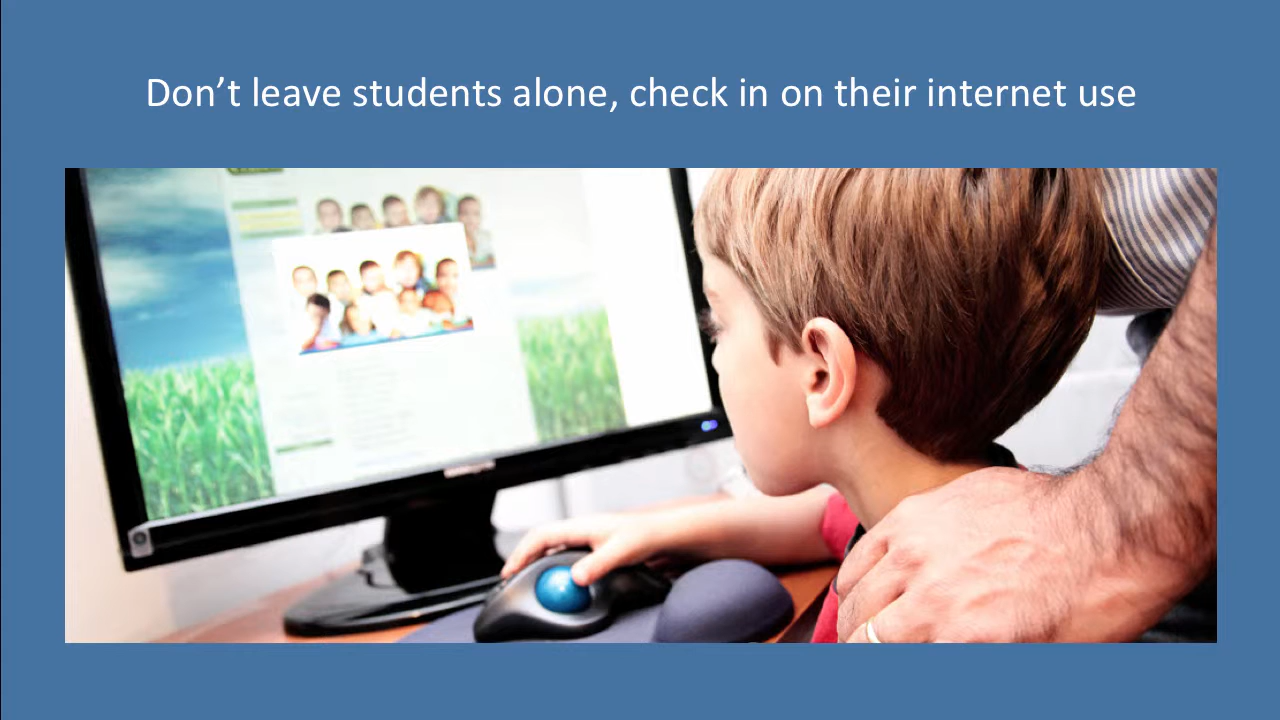 Don’t leave students alone, check in on their internet use